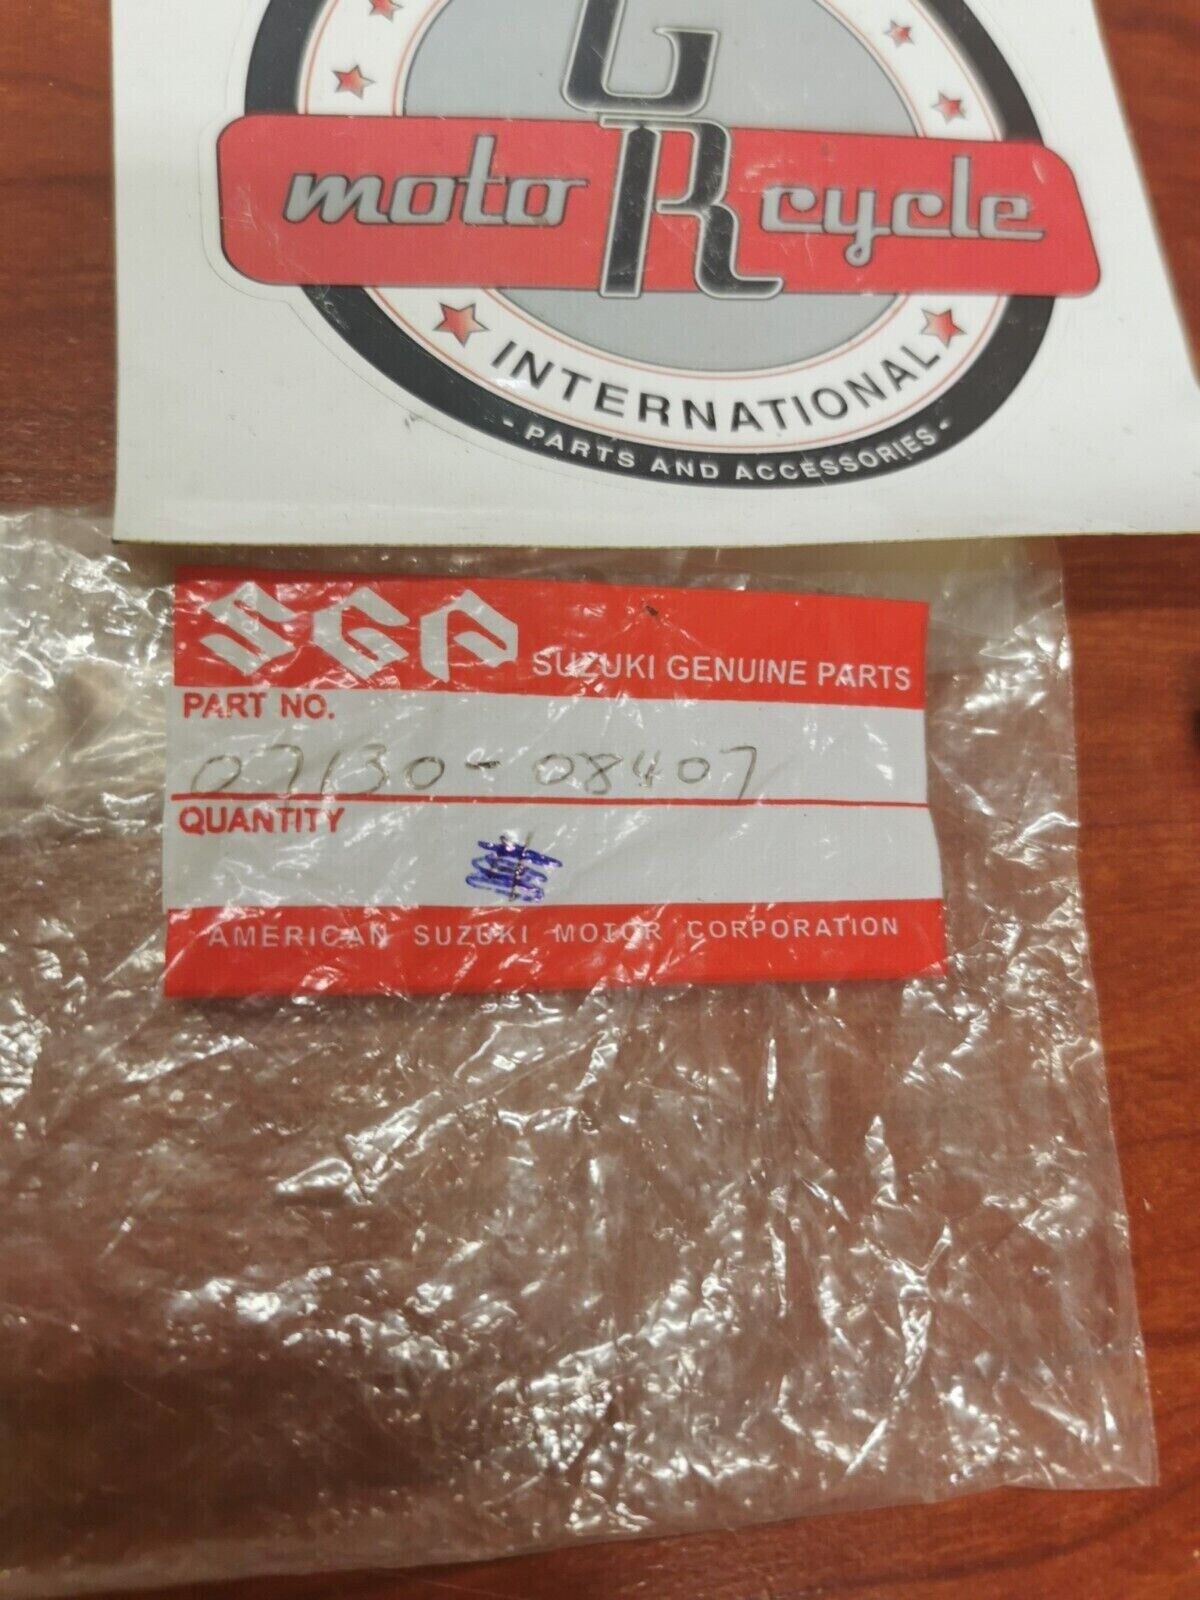 GR
moto cycle
INTERNATIONAL
- PARTS AND ACCESSORIES -
SGP SUZUKI GENUINE PARTS
PART NO.
07130-08407
QUANTITY
AMERICAN SUZUKI MOTOR CORPORATION